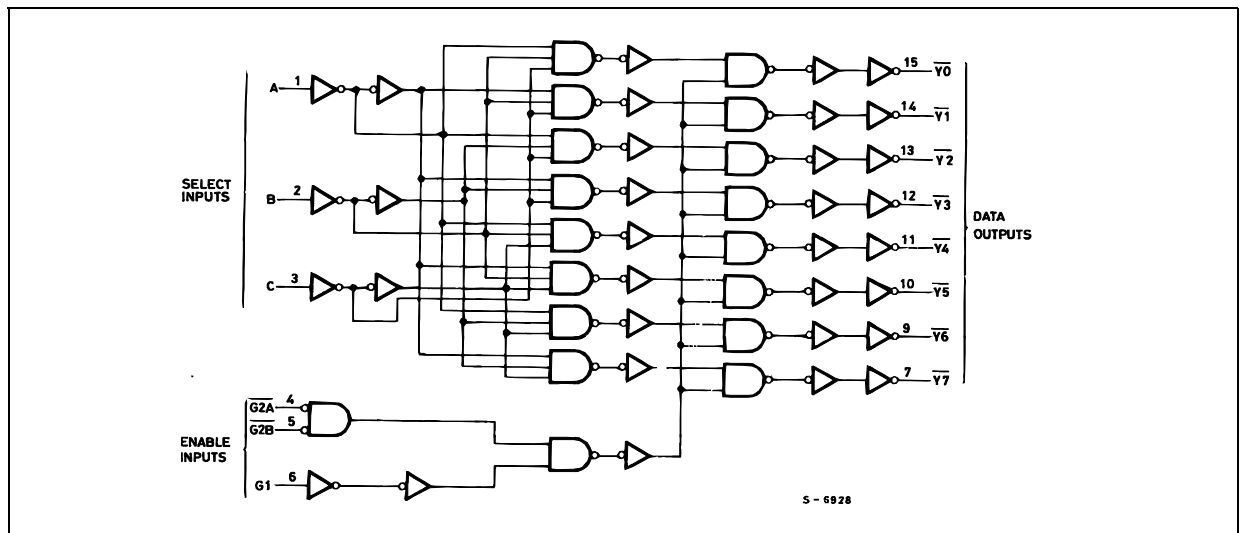 A 1
B 2
C 3
SELECT
INPUTS
G2A 4
G2B 5
G1 6
ENABLE
INPUTS
15 Y0
14 Y1
13 Y2
12 Y3
11 Y4
10 Y5
9 Y6
7 Y7
DATA
OUTPUTS
S - 6928